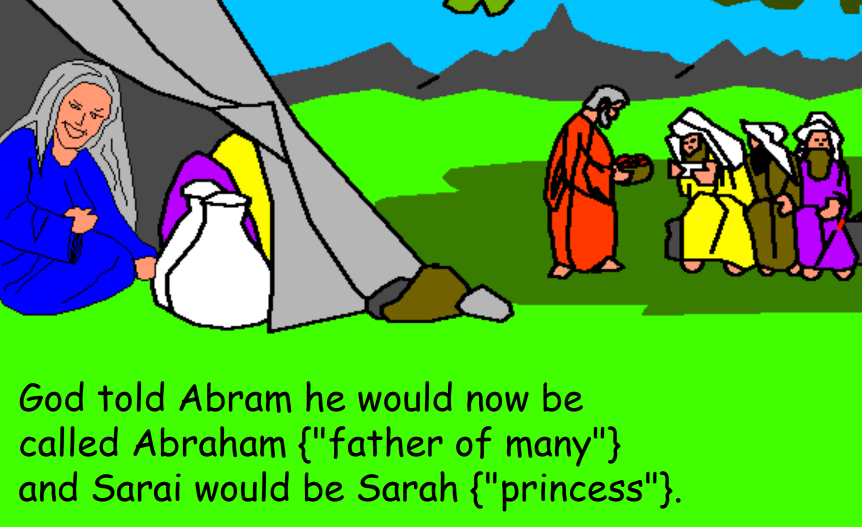 God told Abram he would now be
called Abraham {"father of many"}
and Sarai would be Sarah {"princess"}.